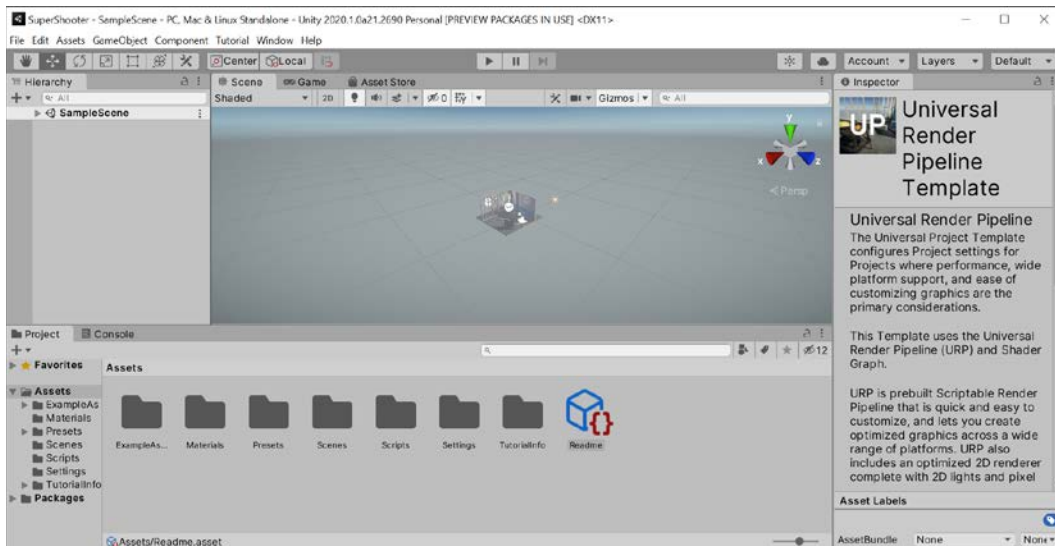 SuperShooter - SampleScene - PC, Mac & Linux Standalone - Unity 2020.1.0a21.2690 Personal [PREVIEW PACKAGES IN USE] <DX11>
File Edit Assets GameObject Component Tutorial Window Help
Center Local Account Layers Default
Hierarchy Scene Game Asset Store Inspector
All Shaded 2D 0 Gizmos All
SampleScene
y
x z
Persp
UP
Universal
Render
Pipeline
Template
Universal Render Pipeline
The Universal Project Template
configures Project settings for
Projects where performance, wide
platform support, and ease of
customizing graphics are the
primary considerations.
This Template uses the Universal
Render Pipeline (URP) and Shader
Graph.
URP is prebuilt Scriptable Render
Pipeline that is quick and easy to
customize, and lets you create
optimized graphics across a wide
range of platforms. URP also
includes an optimized 2D renderer
complete with 2D lights and pixel
Project Console
12
Favorites
Assets
Assets
ExampleAs
Materials
Presets
Scenes
Scripts
Settings
TutorialInfo
Packages
ExampleAs... Materials Presets Scenes Scripts Settings TutorialInfo Readme
Assets/Readme.asset
Asset Labels
AssetBundle None None